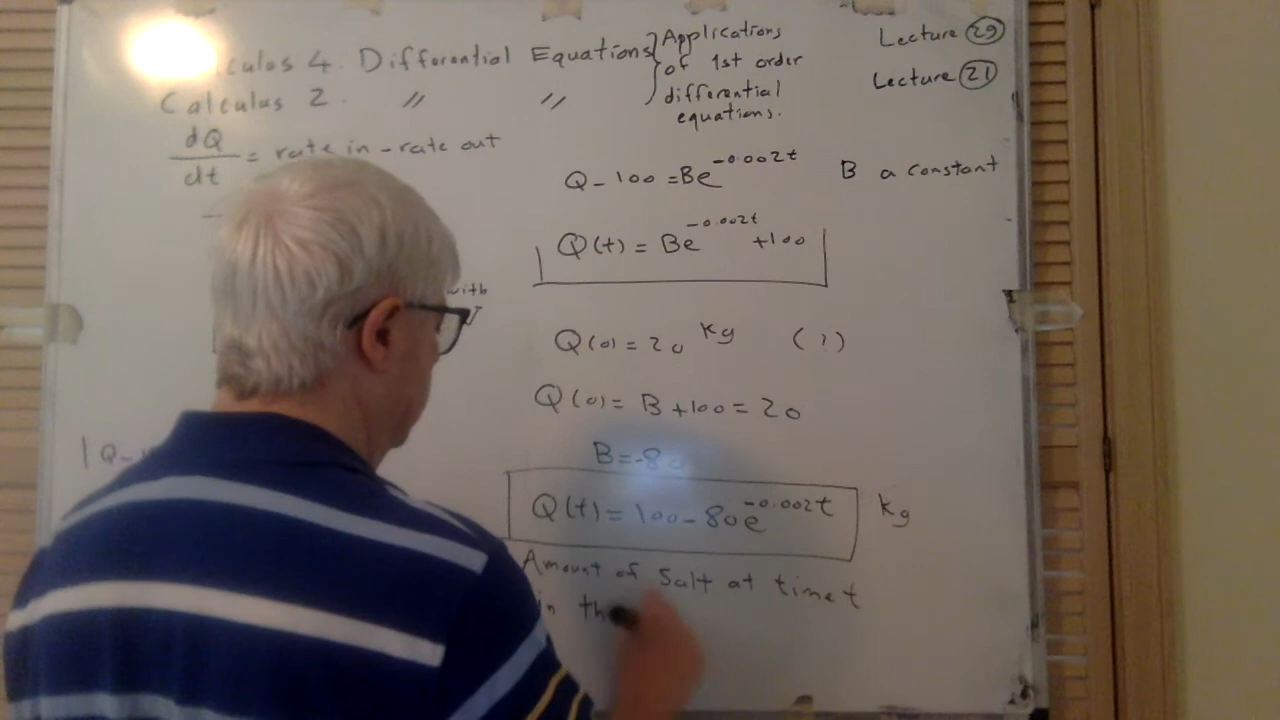 culus 4. Differential Equations } Applications of 1st order differential equations.
Lecture 29
Calculus 2. " "
Lecture 21
dQ/dt = rate in - rate out
Q - 100 = Be^-0.002t B a constant
Q(t) = Be^-0.002t + 100
with
Q(0) = 20 kg (?)
Q(0) = B + 100 = 20
B = -80
|Q -
Q(t) = 100 - 80e^-0.002t kg
Amount of Salt at time t
in th